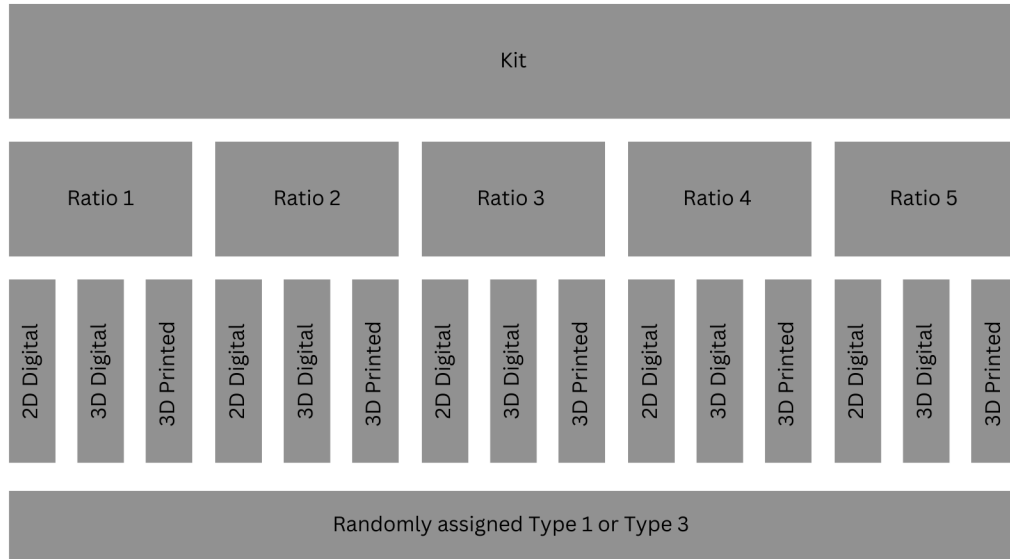 Kit
Ratio 1
Ratio 2
Ratio 3
Ratio 4
Ratio 5
2D Digital
3D Digital
3D Printed
2D Digital
3D Digital
3D Printed
2D Digital
3D Digital
3D Printed
2D Digital
3D Digital
3D Printed
2D Digital
3D Digital
3D Printed
Randomly assigned Type 1 or Type 3